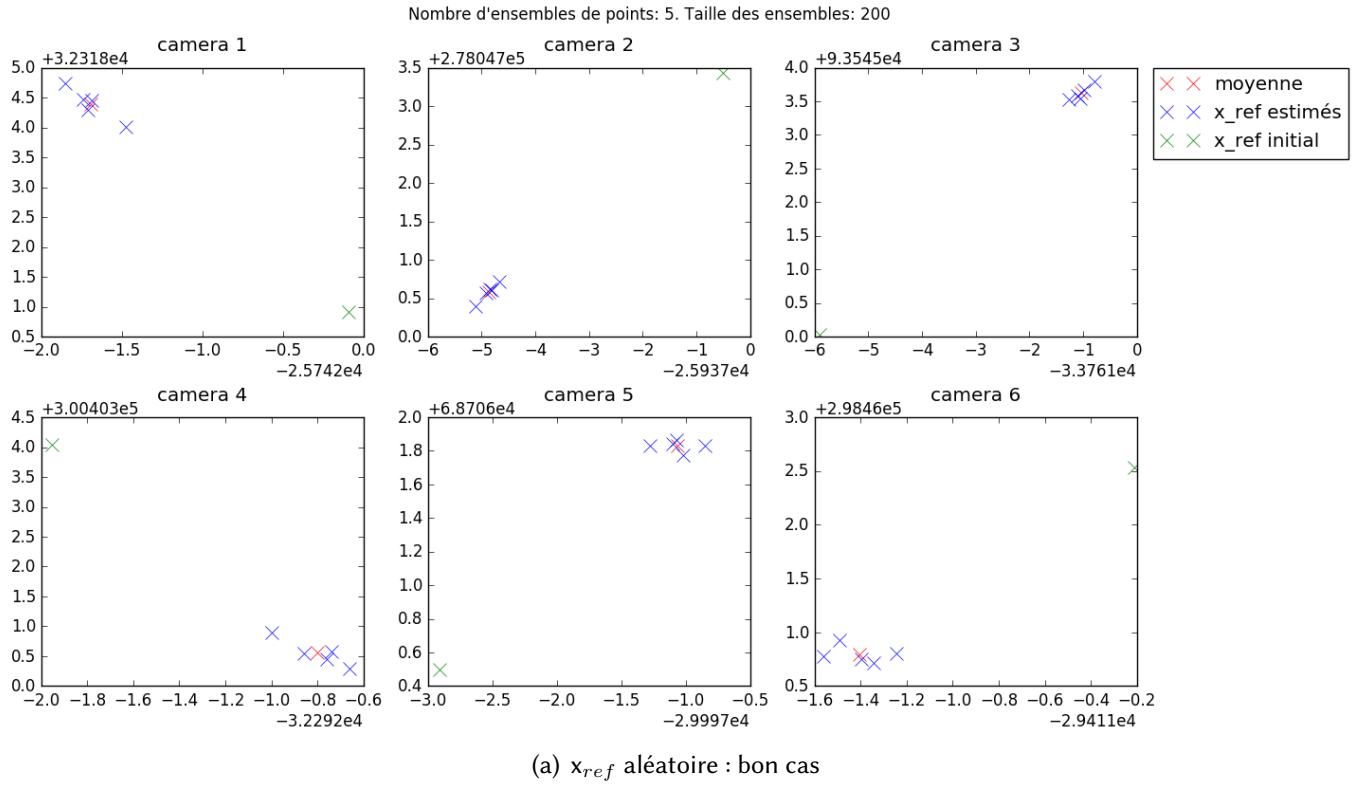 Nombre d'ensembles de points: 5. Taille des ensembles: 200
camera 1
+3.2318e4
5.0
4.5
4.0
3.5
3.0
2.5
2.0
1.5
1.0
0.5
−2.0 −1.5 −1.0 −0.5 0.0
−2.5742e4
camera 2
+2.78047e5
3.5
3.0
2.5
2.0
1.5
1.0
0.5
0.0
−6 −5 −4 −3 −2 −1 0
−2.5937e4
camera 3
+9.3545e4
4.0
3.5
3.0
2.5
2.0
1.5
1.0
0.5
0.0
−6 −5 −4 −3 −2 −1 0
−3.3761e4
moyenne
x_ref estimés
x_ref initial
camera 4
+3.00403e5
4.5
4.0
3.5
3.0
2.5
2.0
1.5
1.0
0.5
0.0
−2.0 −1.8 −1.6 −1.4 −1.2 −1.0 −0.8 −0.6
−3.2292e4
camera 5
+6.8706e4
2.0
1.8
1.6
1.4
1.2
1.0
0.8
0.6
0.4
−3.0 −2.5 −2.0 −1.5 −1.0 −0.5
−2.9997e4
camera 6
+2.9846e5
3.0
2.5
2.0
1.5
1.0
0.5
−1.6 −1.4 −1.2 −1.0 −0.8 −0.6 −0.4 −0.2
−2.9411e4
(a) x_ref aléatoire : bon cas